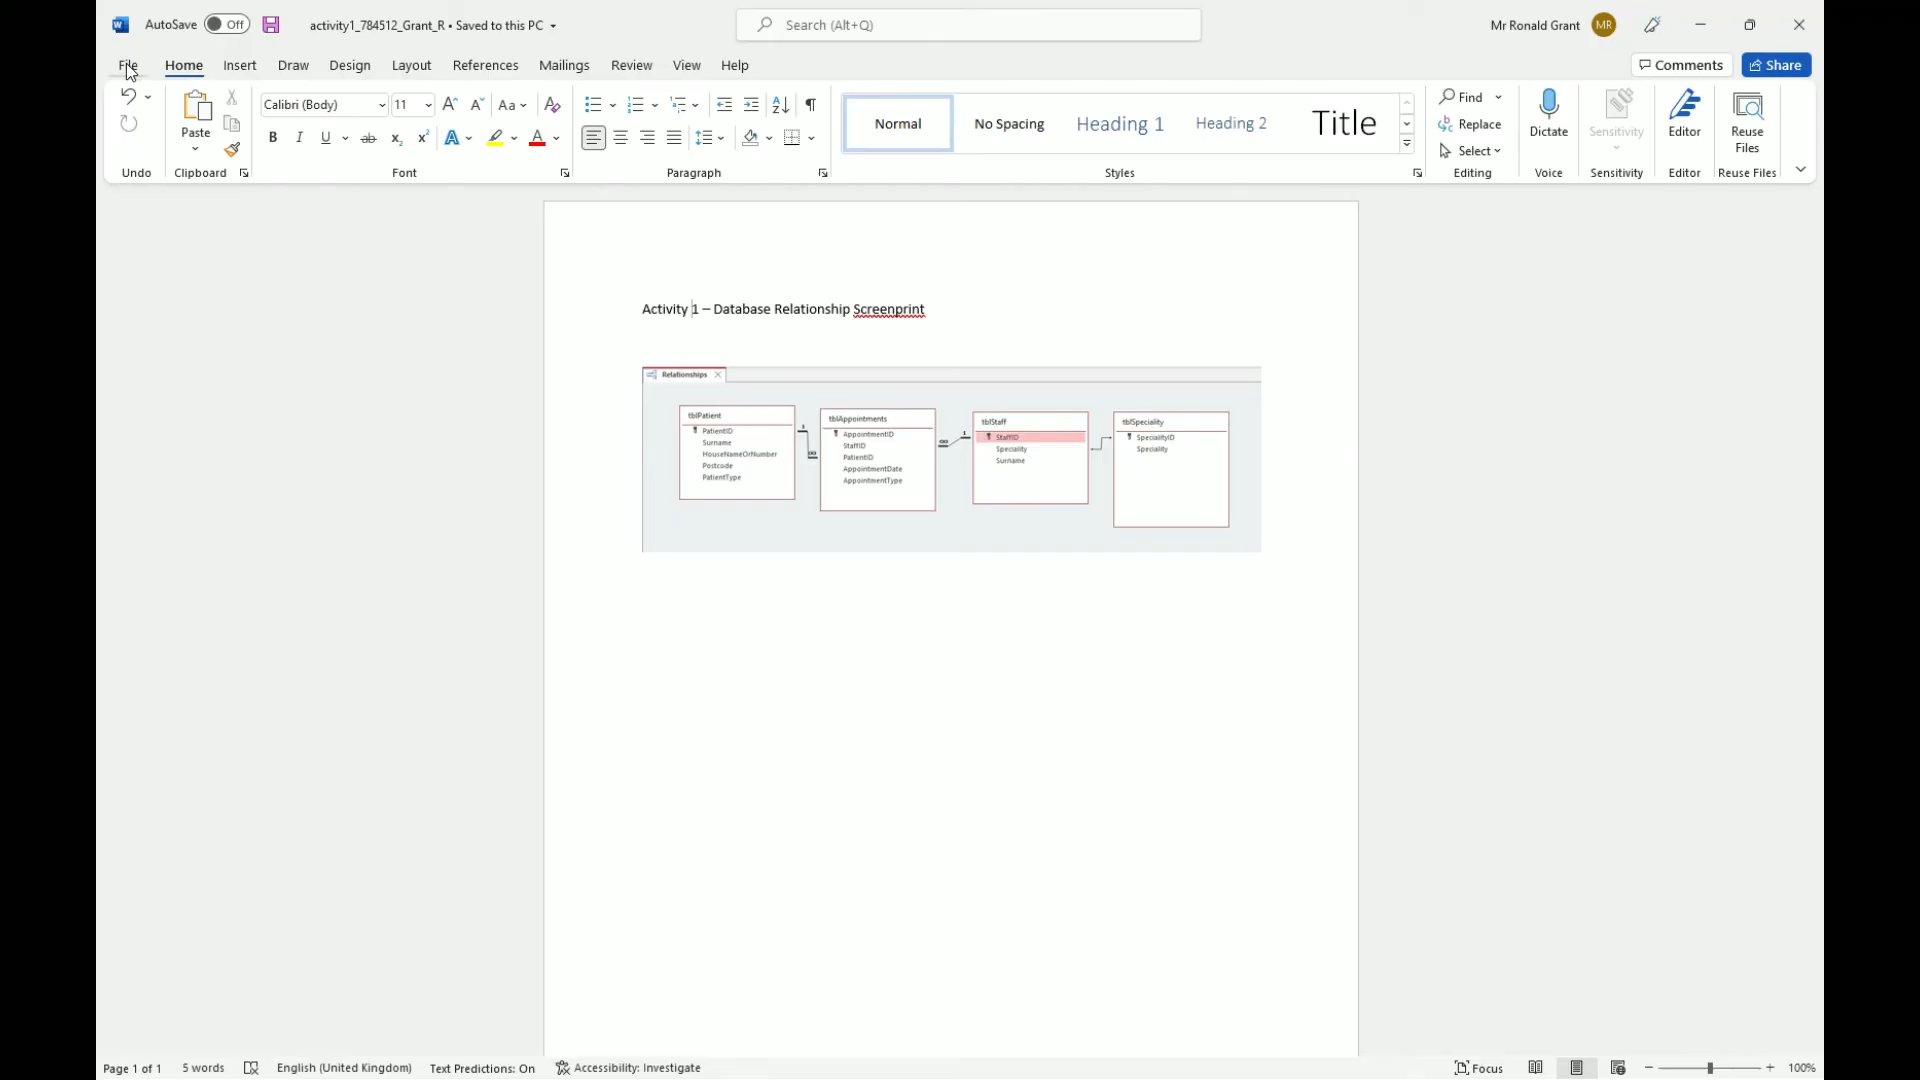 AutoSave Off activity1_784512_Grant_R • Saved to this PC Search (Alt+Q) Mr Ronald Grant MR
File Home Insert Draw Design Layout References Mailings Review View Help Comments Share
Calibri (Body) 11 Aa
Paste
Normal No Spacing Heading 1 Heading 2 Title
Find
Replace
Select
Dictate Sensitivity Editor Reuse Files
Undo Clipboard Font Paragraph Styles Editing Voice Sensitivity Editor Reuse Files
Activity 1 – Database Relationship Screenprint
Relationships
tblPatient
PatientID
Surname
HouseNameOrNumber
Postcode
PatientType
1
∞
tblAppointments
AppointmentID
StaffID
PatientID
AppointmentDate
AppointmentType
∞
1
tblStaff
StaffID
Speciality
Surname
tblSpeciality
SpecialityID
Speciality
Page 1 of 1 5 words English (United Kingdom) Text Predictions: On Accessibility: Investigate Focus 100%